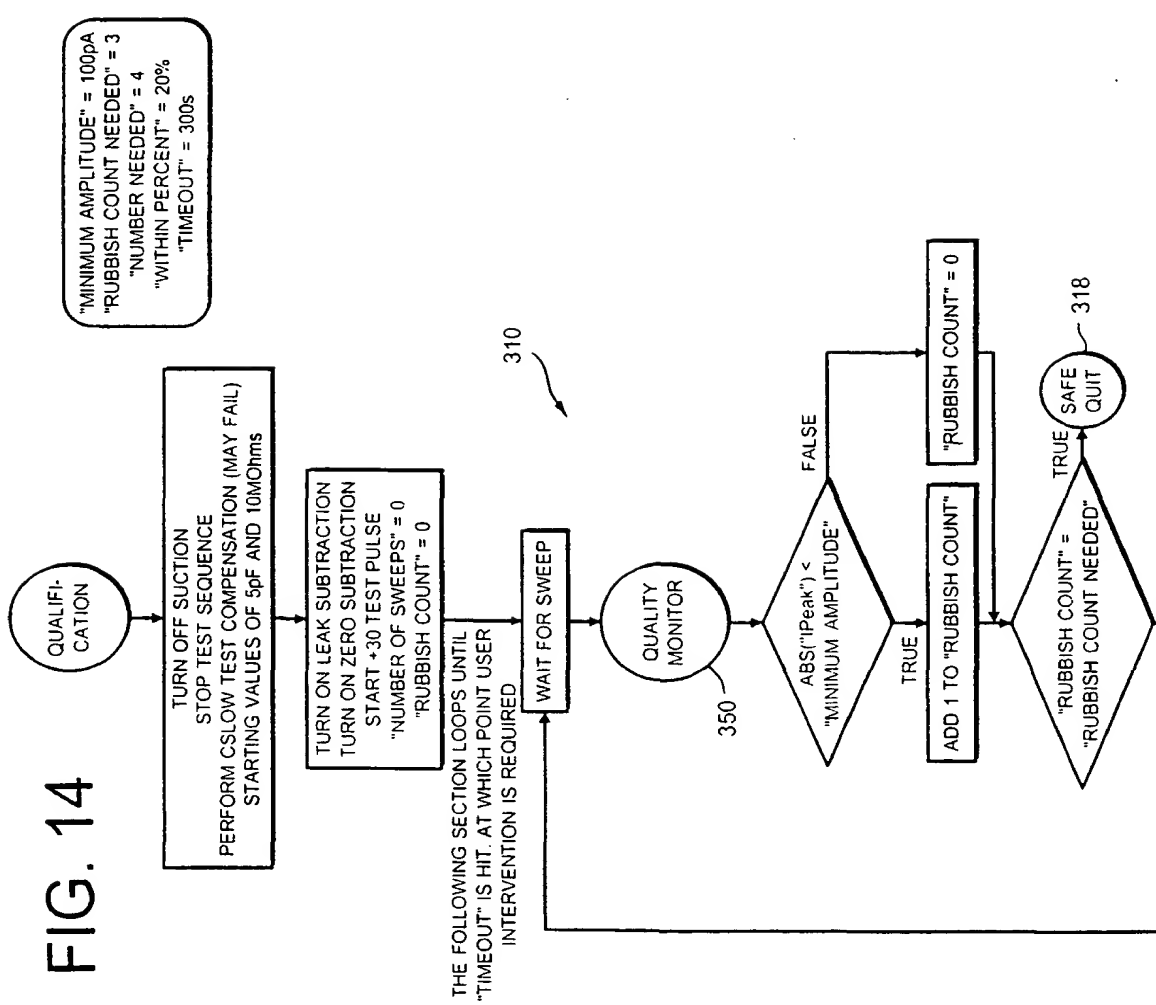 FIG. 14
QUALIFI-
CATION
"MINIMUM AMPLITUDE" = 100pA
"RUBBISH COUNT NEEDED" = 3
"NUMBER NEEDED" = 4
"WITHIN PERCENT" = 20%
"TIMEOUT" = 300s
TURN OFF SUCTION
STOP TEST SEQUENCE
PERFORM CSLOW TEST COMPENSATION (MAY FAIL)
STARTING VALUES OF 5pF AND 10MOhms
TURN ON LEAK SUBTRACTION
TURN ON ZERO SUBTRACTION
START +30 TEST PULSE
"NUMBER OF SWEEPS" = 0
"RUBBISH COUNT" = 0
THE FOLLOWING SECTION LOOPS UNTIL
"TIMEOUT" IS HIT. AT WHICH POINT USER
INTERVENTION IS REQUIRED
310
WAIT FOR SWEEP
QUALITY
MONITOR
350
ABS("IPeak") <
"MINIMUM AMPLITUDE"
FALSE
TRUE
ADD 1 TO "RUBBISH COUNT"
"RUBBISH COUNT" = 0
"RUBBISH COUNT" =
"RUBBISH COUNT NEEDED"
TRUE
SAFE
QUIT
318